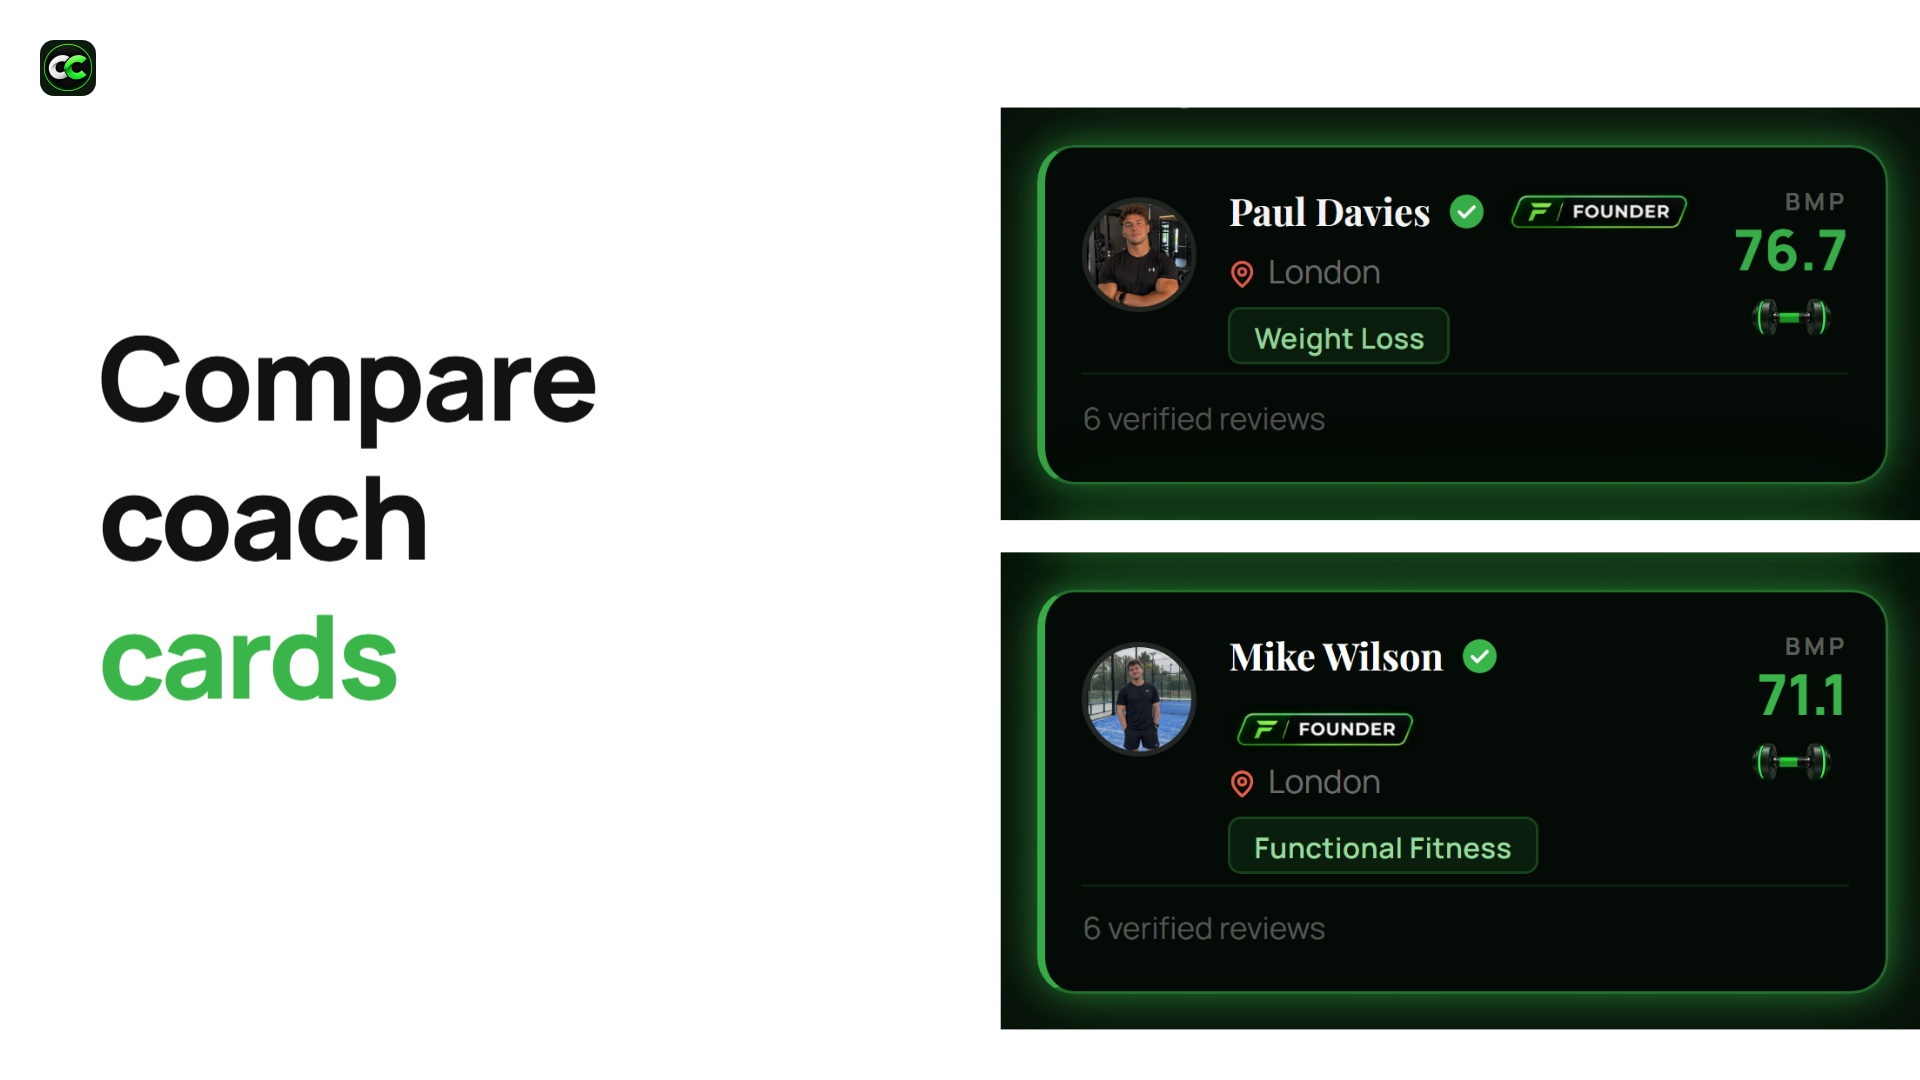 CC
Compare
coach
cards
Paul Davies
FOUNDER
BMP
76.7
London
Weight Loss
6 verified reviews
Mike Wilson
BMP
71.1
FOUNDER
London
Functional Fitness
6 verified reviews